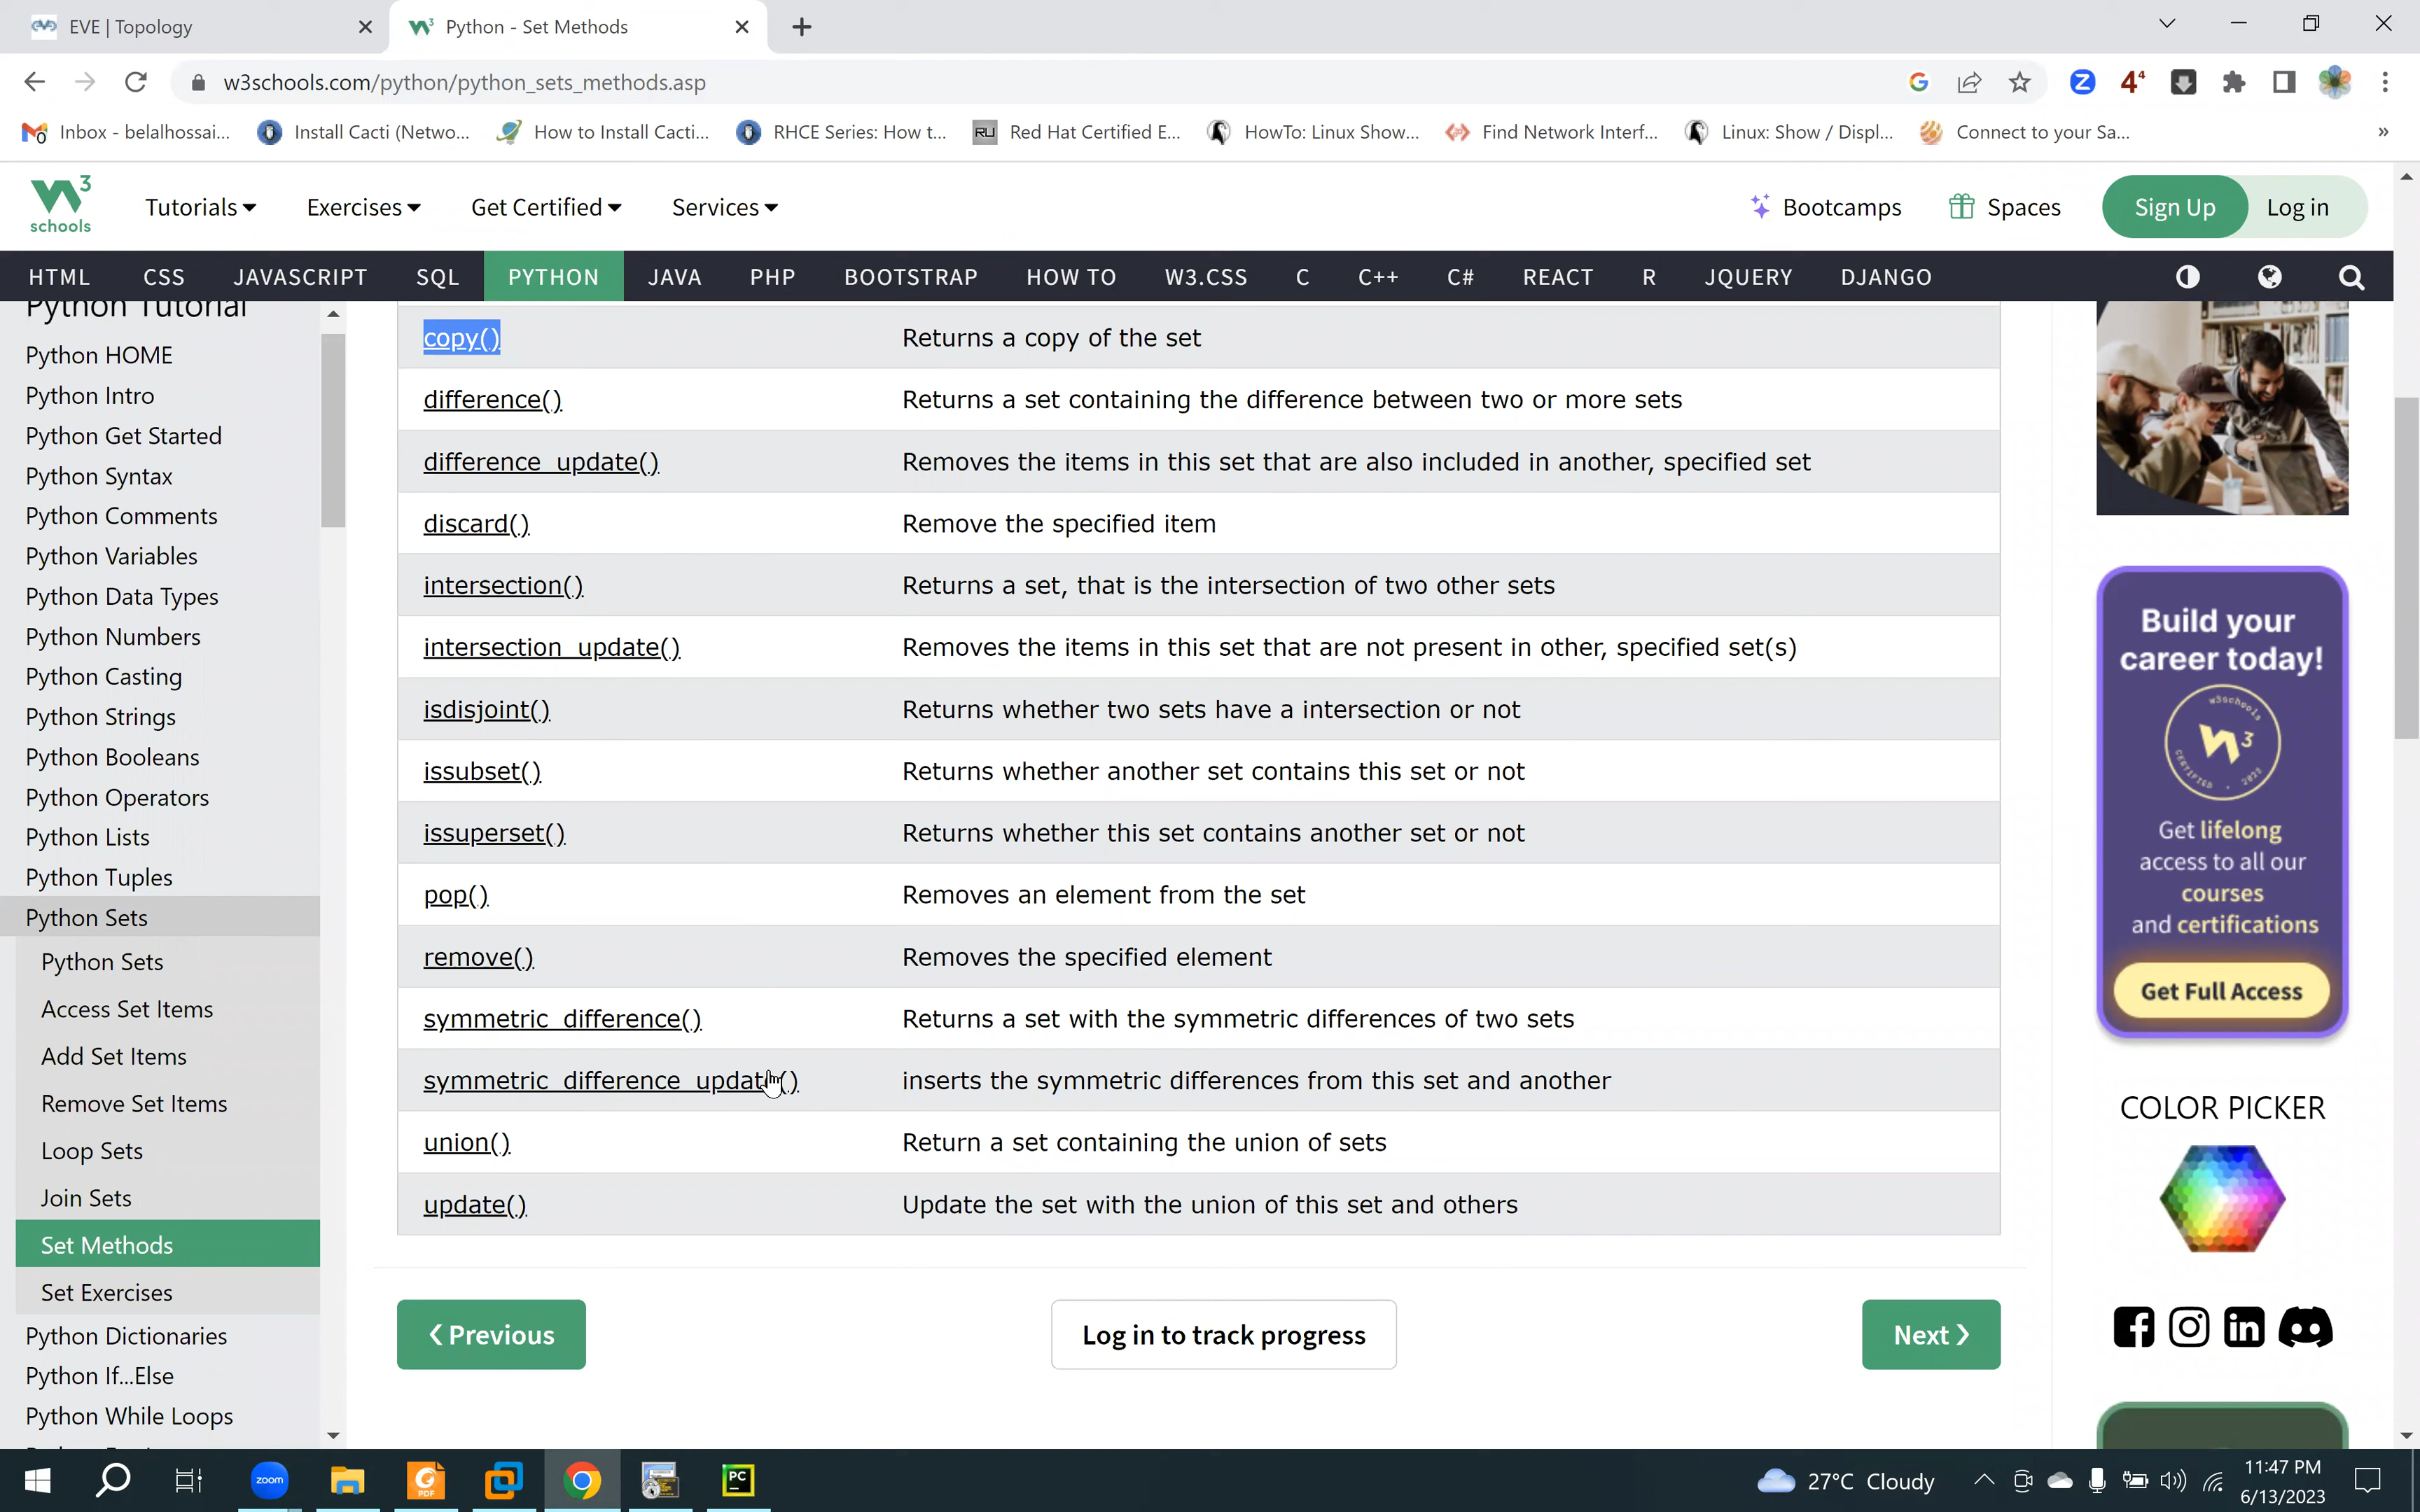 EVE | Topology
Python - Set Methods
w3schools.com/python/python_sets_methods.asp
Inbox - belalhossai...
Install Cacti (Netwo...
How to Install Cacti...
RHCE Series: How t...
Red Hat Certified E...
HowTo: Linux Show...
Find Network Interf...
Linux: Show / Displ...
Connect to your Sa...
»
W3 schools
Tutorials
Exercises
Get Certified
Services
Bootcamps
Spaces
Sign Up
Log in
HTML CSS JAVASCRIPT SQL PYTHON JAVA PHP BOOTSTRAP HOW TO W3.CSS C C++ C# REACT R JQUERY DJANGO
Python Tutorial
Python HOME
Python Intro
Python Get Started
Python Syntax
Python Comments
Python Variables
Python Data Types
Python Numbers
Python Casting
Python Strings
Python Booleans
Python Operators
Python Lists
Python Tuples
Python Sets
Python Sets
Access Set Items
Add Set Items
Remove Set Items
Loop Sets
Join Sets
Set Methods
Set Exercises
Python Dictionaries
Python If...Else
Python While Loops
copy() Returns a copy of the set
difference() Returns a set containing the difference between two or more sets
difference_update() Removes the items in this set that are also included in another, specified set
discard() Remove the specified item
intersection() Returns a set, that is the intersection of two other sets
intersection_update() Removes the items in this set that are not present in other, specified set(s)
isdisjoint() Returns whether two sets have a intersection or not
issubset() Returns whether another set contains this set or not
issuperset() Returns whether this set contains another set or not
pop() Removes an element from the set
remove() Removes the specified element
symmetric_difference() Returns a set with the symmetric differences of two sets
symmetric_difference_update() inserts the symmetric differences from this set and another
union() Return a set containing the union of sets
update() Update the set with the union of this set and others
❮ Previous
Log in to track progress
Next ❯
Build your
career today!
w3schools
CERTIFIED . 2022
Get lifelong
access to all our
courses
and certifications
Get Full Access
COLOR PICKER
zoom
PDF
PC
27°C Cloudy
11:47 PM
6/13/2023